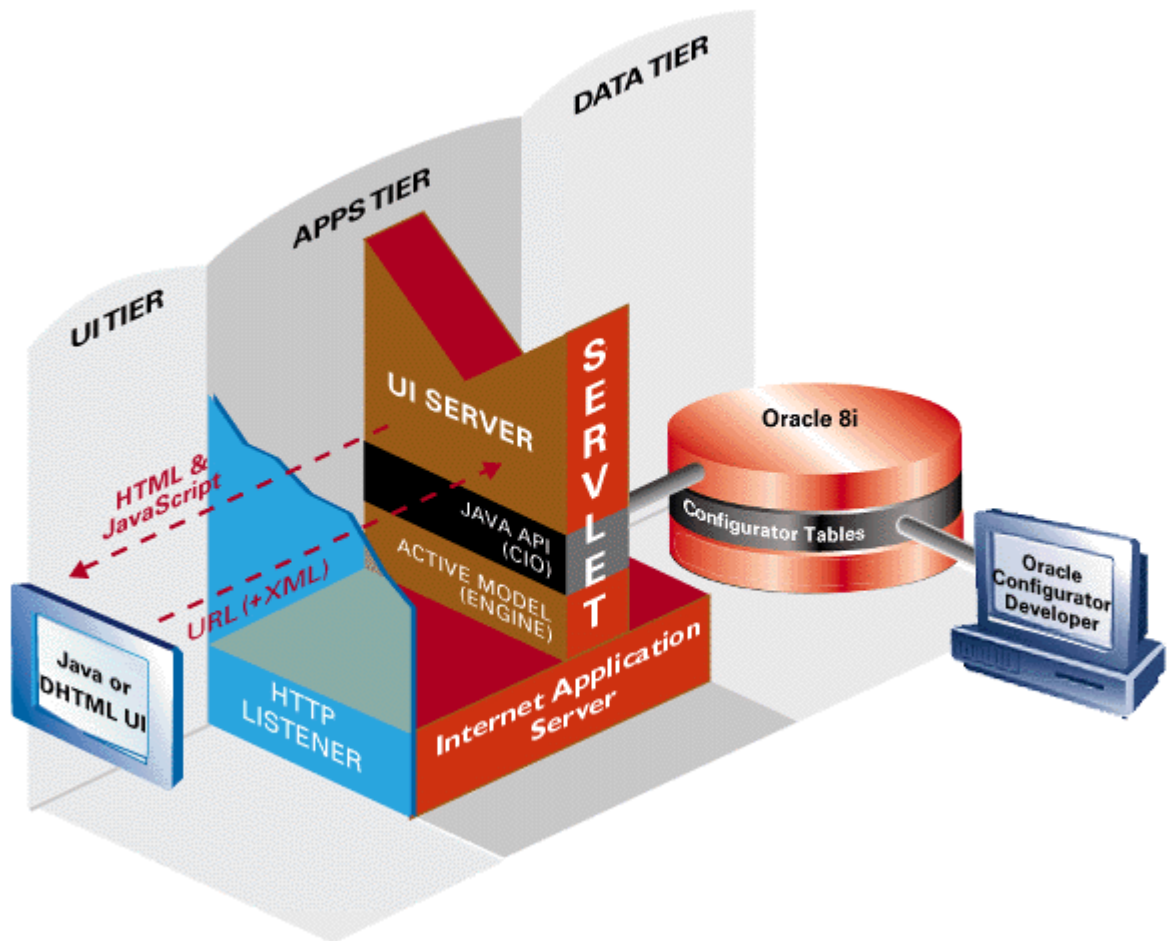 DATA TIER
APPS TIER
UI TIER
UI SERVER
SERVLET
JAVA API
(CIO)
ACTIVE MODEL
(ENGINE)
HTML &
JavaScript
URL (+XML)
Java or
DHTML UI
HTTP
LISTENER
Internet Application
Server
Oracle 8i
Configurator Tables
Oracle
Configurator
Developer